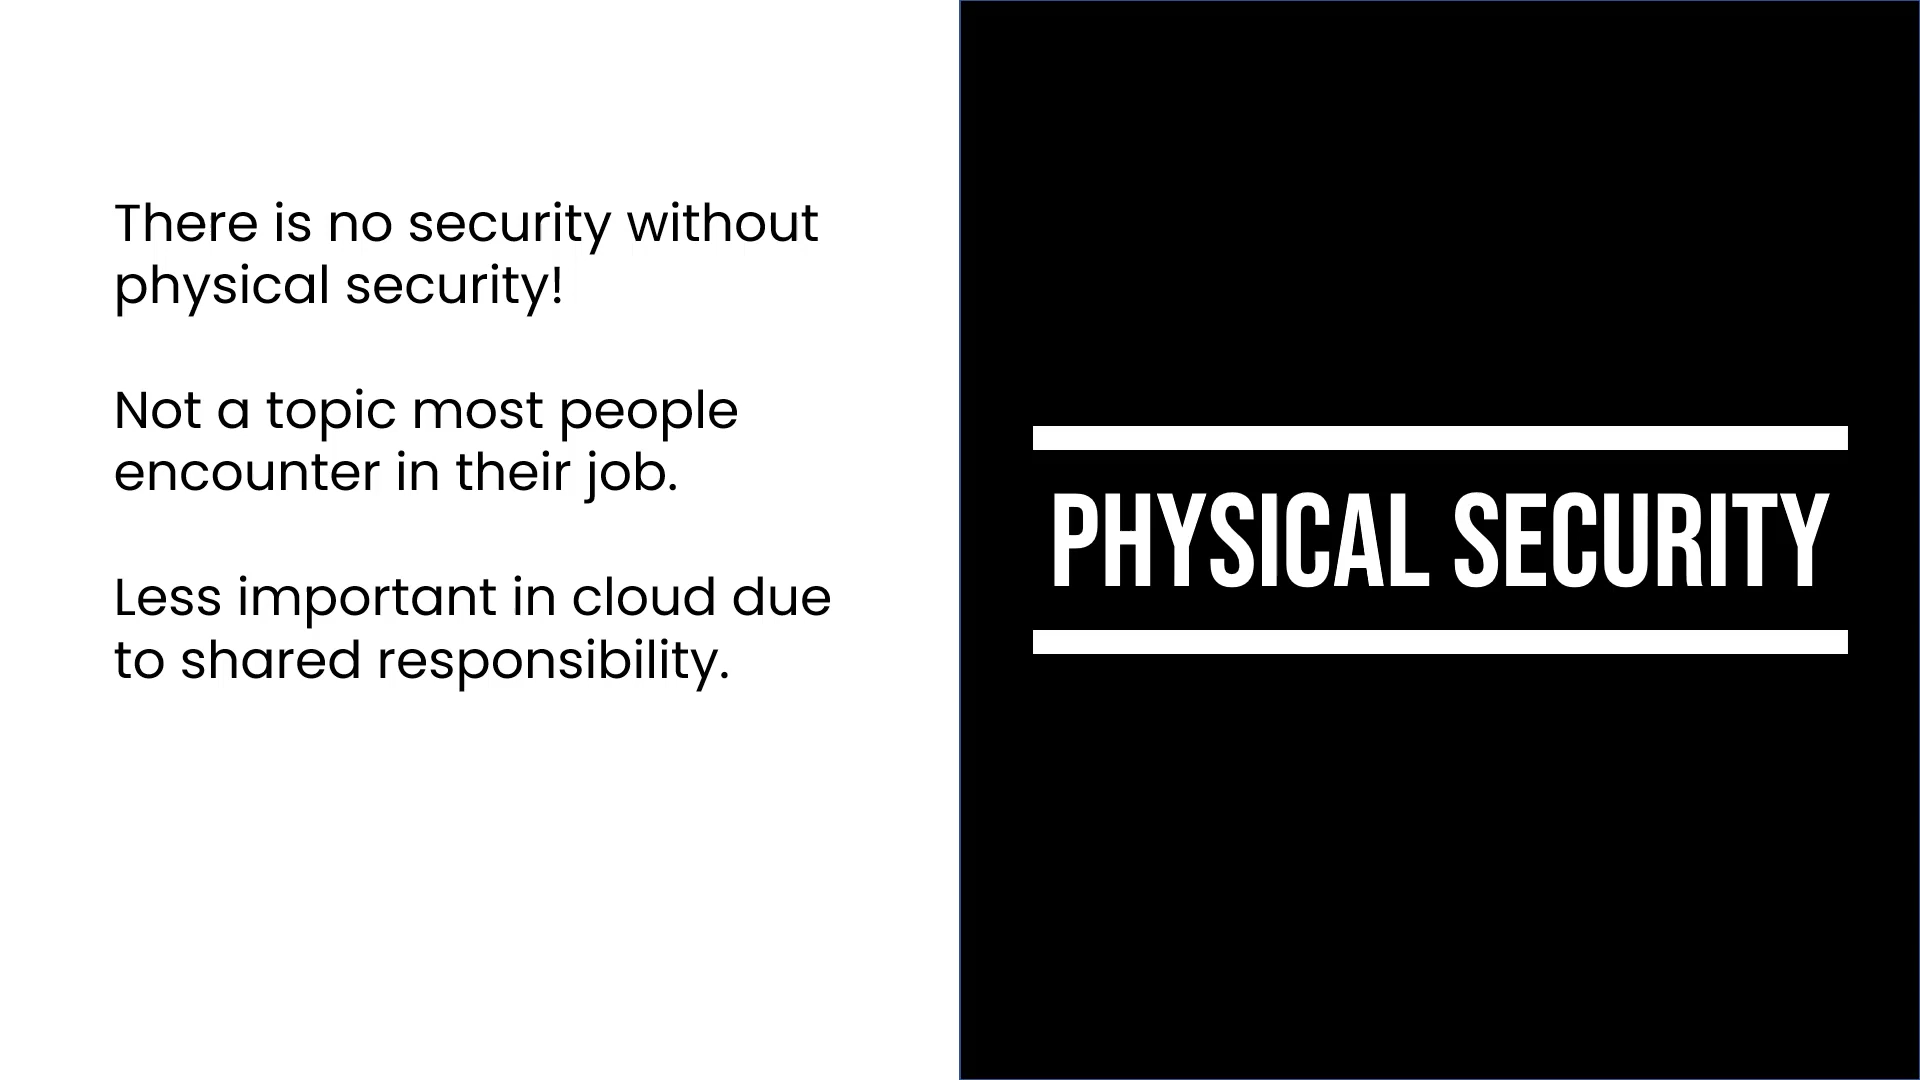 There is no security without
physical security!
Not a topic most people
encounter in their job.
Less important in cloud due
to shared responsibility.
PHYSICAL SECURITY